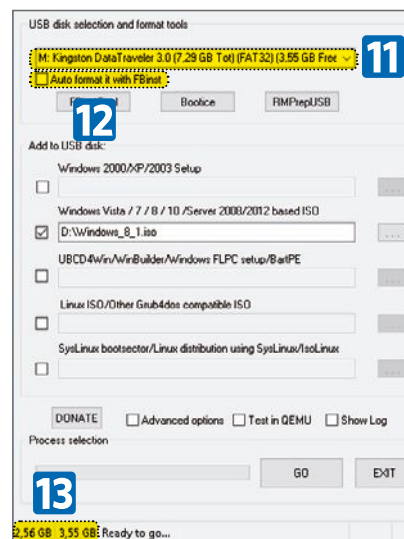 USB disk selection and format tools
M: Kingston DataTraveler 3.0 (7,29 GB Tot) (FAT32) (3.55 GB Free
11
Auto format it with FBinst
12
Bootice
RMPrepUSB
Add to USB disk:
Windows 2000/XP/2003 Setup
...
Windows Vista / 7 / 8 / 10 /Server 2008/2012 based ISO
D:\Windows_8_1.iso
...
UBCD4Win/WinBuilder/Windows FLPC setup/BartPE
...
Linux ISO/Other Grub4dos compatible ISO
...
SysLinux bootsector/Linux distribution using SysLinux/IsoLinux
...
DONATE Advanced options Test in QEMU Show Log
Process selection
GO EXIT
13
2,56 GB 3,55 GB Ready to go...